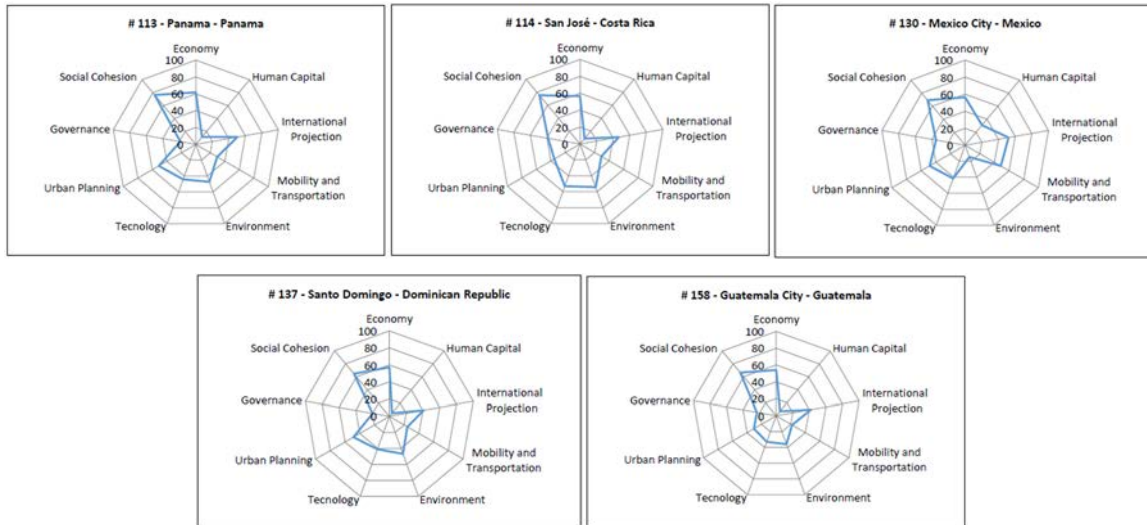 # 113 - Panama - Panama
Economy
100
80
60
40
20
0
Human Capital
International
Projection
Mobility and
Transportation
Environment
Tecnology
Urban Planning
Governance
Social Cohesion
# 114 - San José - Costa Rica
Economy
100
80
60
40
20
0
Human Capital
International
Projection
Mobility and
Transportation
Environment
Tecnology
Urban Planning
Governance
Social Cohesion
# 130 - Mexico City - Mexico
Economy
100
80
60
40
20
0
Human Capital
International
Projection
Mobility and
Transportation
Environment
Tecnology
Urban Planning
Governance
Social Cohesion
# 137 - Santo Domingo - Dominican Republic
Economy
100
80
60
40
20
0
Human Capital
International
Projection
Mobility and
Transportation
Environment
Tecnology
Urban Planning
Governance
Social Cohesion
# 158 - Guatemala City - Guatemala
Economy
100
80
60
40
20
0
Human Capital
International
Projection
Mobility and
Transportation
Environment
Tecnology
Urban Planning
Governance
Social Cohesion